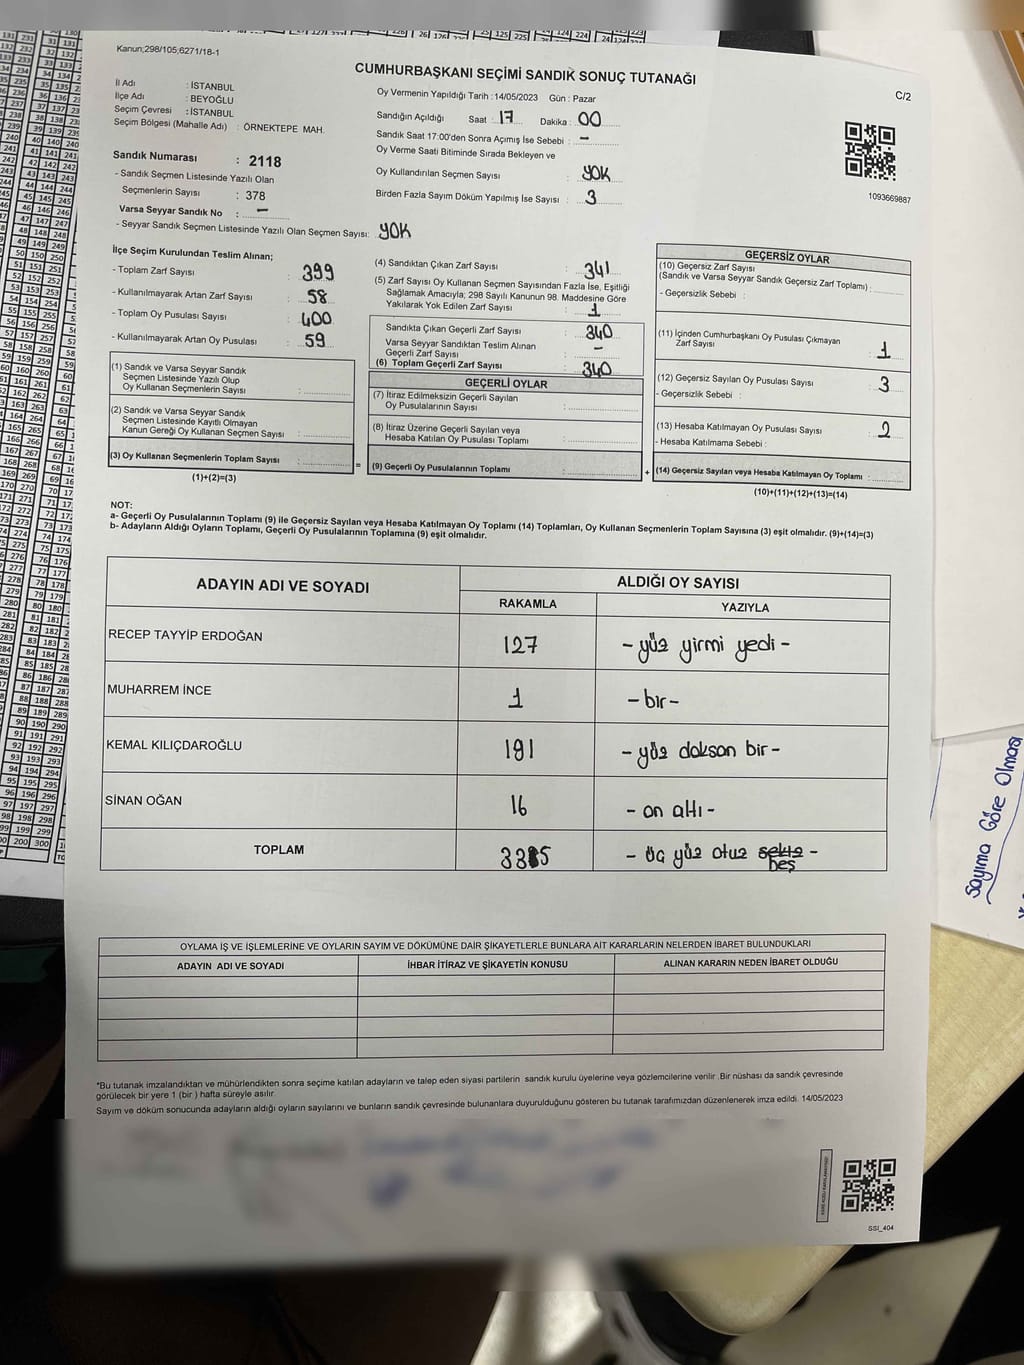 Kanun;298/105;6271/18-1
CUMHURBAŞKANI SEÇİMİ SANDIK SONUÇ TUTANAĞI
C/2
İl Adı : İSTANBUL
İlçe Adı : BEYOĞLU
Seçim Çevresi : İSTANBUL
Seçim Bölgesi (Mahalle Adı) : ÖRNEKTEPE MAH.
Sandık Numarası : 2118
- Sandık Seçmen Listesinde Yazılı Olan
Seçmenlerin Sayısı : 378
Varsa Seyyar Sandık No : -
- Seyyar Sandık Seçmen Listesinde Yazılı Olan Seçmen Sayısı: YOK
Oy Vermenin Yapıldığı Tarih :14/05/2023 Gün : Pazar
Sandığın Açıldığı Saat : 17 Dakika : 00
Sandık Saat 17:00'den Sonra Açımış İse Sebebi : -
Oy Verme Saati Bitiminde Sırada Bekleyen ve
Oy Kullandırılan Seçmen Sayısı : YOK
Birden Fazla Sayım Döküm Yapılmış İse Sayısı : 3
1093669887
İlçe Seçim Kurulundan Teslim Alınan;
- Toplam Zarf Sayısı : 399
- Kullanılmayarak Artan Zarf Sayısı : 58
- Toplam Oy Pusulası Sayısı : 400
- Kullanılmayarak Artan Oy Pusulası : 59
(1) Sandık ve Varsa Seyyar Sandık
Seçmen Listesinde Yazılı Olup
Oy Kullanan Seçmenlerin Sayısı :
(2) Sandık ve Varsa Seyyar Sandık
Seçmen Listesinde Kayıtlı Olmayan
Kanun Gereği Oy Kullanan Seçmen Sayısı :
(3) Oy Kullanan Seçmenlerin Toplam Sayısı :
(1)+(2)=(3)
=
(4) Sandıktan Çıkan Zarf Sayısı : 341
(5) Zarf Sayısı Oy Kullanan Seçmen Sayısından Fazla İse, Eşitliği
Sağlamak Amacıyla; 298 Sayılı Kanunun 98. Maddesine Göre
Yakılarak Yok Edilen Zarf Sayısı : 1
Sandıkta Çıkan Geçerli Zarf Sayısı : 340
Varsa Seyyar Sandıktan Teslim Alınan
Geçerli Zarf Sayısı : -
(6) Toplam Geçerli Zarf Sayısı : 340
GEÇERLİ OYLAR
(7) İtiraz Edilmeksizin Geçerli Sayılan
Oy Pusulalarının Sayısı :
(8) İtiraz Üzerine Geçerli Sayılan veya
Hesaba Katılan Oy Pusulası Toplamı :
(9) Geçerli Oy Pusulalarının Toplamı :
+
GEÇERSİZ OYLAR
(10) Geçersiz Zarf Sayısı
(Sandık ve Varsa Seyyar Sandık Geçersiz Zarf Toplamı) :
- Geçersizlik Sebebi :
(11) İçinden Cumhurbaşkanı Oy Pusulası Çıkmayan
Zarf Sayısı : 1
(12) Geçersiz Sayılan Oy Pusulası Sayısı : 3
- Geçersizlik Sebebi :
(13) Hesaba Katılmayan Oy Pusulası Sayısı : 2
- Hesaba Katılmama Sebebi :
(14) Geçersiz Sayılan veya Hesaba Katılmayan Oy Toplamı :
(10)+(11)+(12)+(13)=(14)
NOT:
a- Geçerli Oy Pusulalarının Toplamı (9) ile Geçersiz Sayılan veya Hesaba Katılmayan Oy Toplamı (14) Toplamları, Oy Kullanan Seçmenlerin Toplam Sayısına (3) eşit olmalıdır. (9)+(14)=(3)
b- Adayların Aldığı Oyların Toplamı, Geçerli Oy Pusulalarının Toplamına (9) eşit olmalıdır.
ADAYIN ADI VE SOYADI ALDIĞI OY SAYISI
RAKAMLA YAZIYLA
RECEP TAYYİP ERDOĞAN 127 - yüz yirmi yedi -
MUHARREM İNCE 1 - bir -
KEMAL KILIÇDAROĞLU 191 - yüz doksan bir -
SİNAN OĞAN 16 - on altı -
TOPLAM 335 - üç yüz otuz sekiz -
beş
OYLAMA İŞ VE İŞLEMLERİNE VE OYLARIN SAYIM VE DÖKÜMÜNE DAİR ŞİKAYETLERLE BUNLARA AİT KARARLARIN NELERDEN İBARET BULUNDUKLARI
ADAYIN ADI VE SOYADI İHBAR İTİRAZ VE ŞİKAYETİN KONUSU ALINAN KARARIN NEDEN İBARET OLDUĞU
*Bu tutanak imzalandıktan ve mühürlendikten sonra seçime katılan adayların ve talep eden siyasi partilerin sandık kurulu üyelerine veya gözlemcilerine verilir .Bir nüshası da sandık çevresinde
görülecek bir yere 1 (bir ) hafta süreyle asılır.
Sayım ve döküm sonucunda adayların aldığı oyların sayılarını ve bunların sandık çevresinde bulunanlara duyurulduğunu gösteren bu tutanak tarafımızdan düzenlenerek imza edildi. 14/05/2023
SSI_404
Sayıma Göre Olması